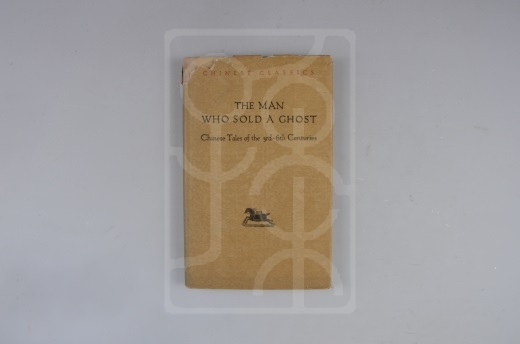 CHINESE CLASSICS
THE MAN
WHO SOLD A GHOST
Chinese Tales of the 3rd-6th Centuries